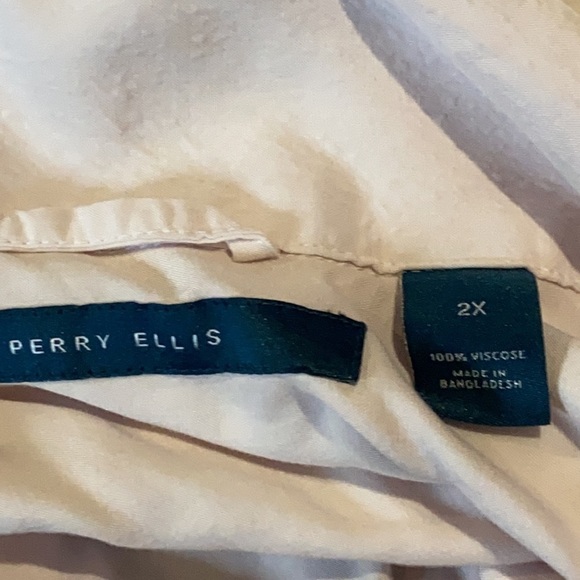 PERRY ELLIS
2X
100% VISCOSE
MADE IN
BANGLADESH